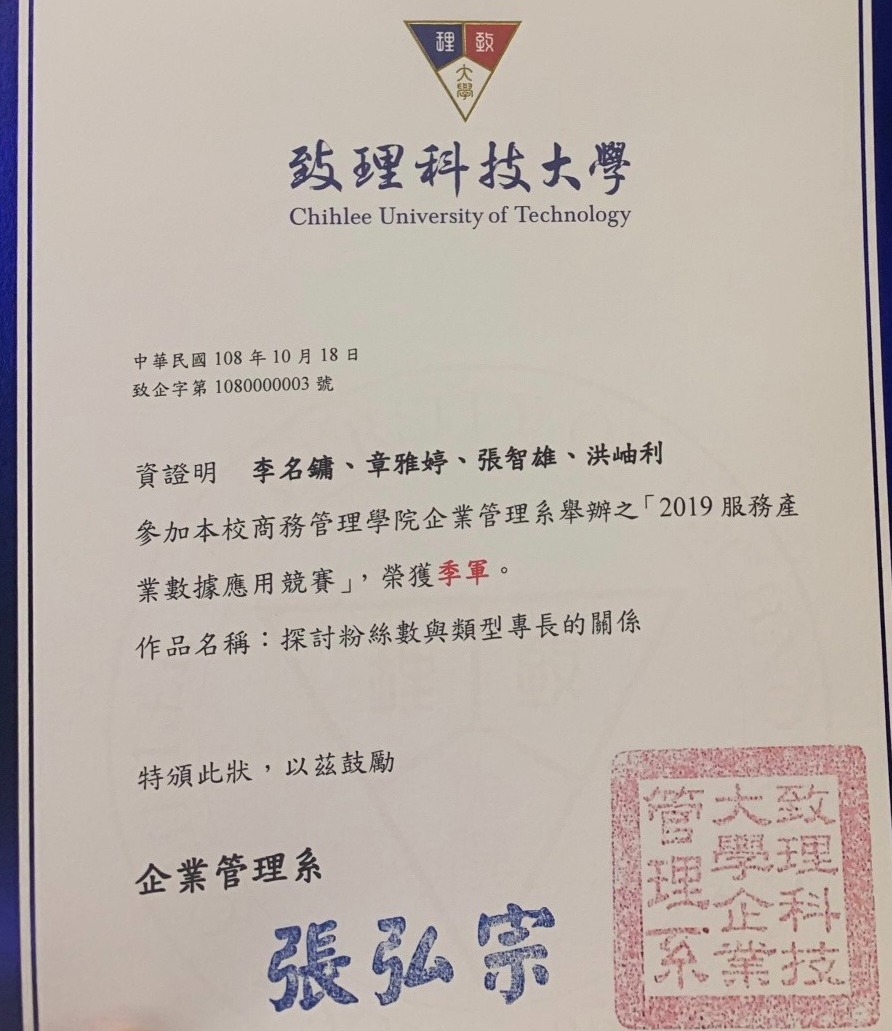 理致
大學
致理科技大學
Chihlee University of Technology
中華民國 108 年 10 月 18 日
致企字第 1080000003 號
資證明 李名鏞、章雅婷、張智雄、洪岫利
參加本校商務管理學院企業管理系舉辦之「2019 服務產
業數據應用競賽」，榮獲季軍。
作品名稱：探討粉絲數與類型專長的關係
特頒此狀，以茲鼓勵
企業管理系
張弘宗
致理科技
大學企業
管理系